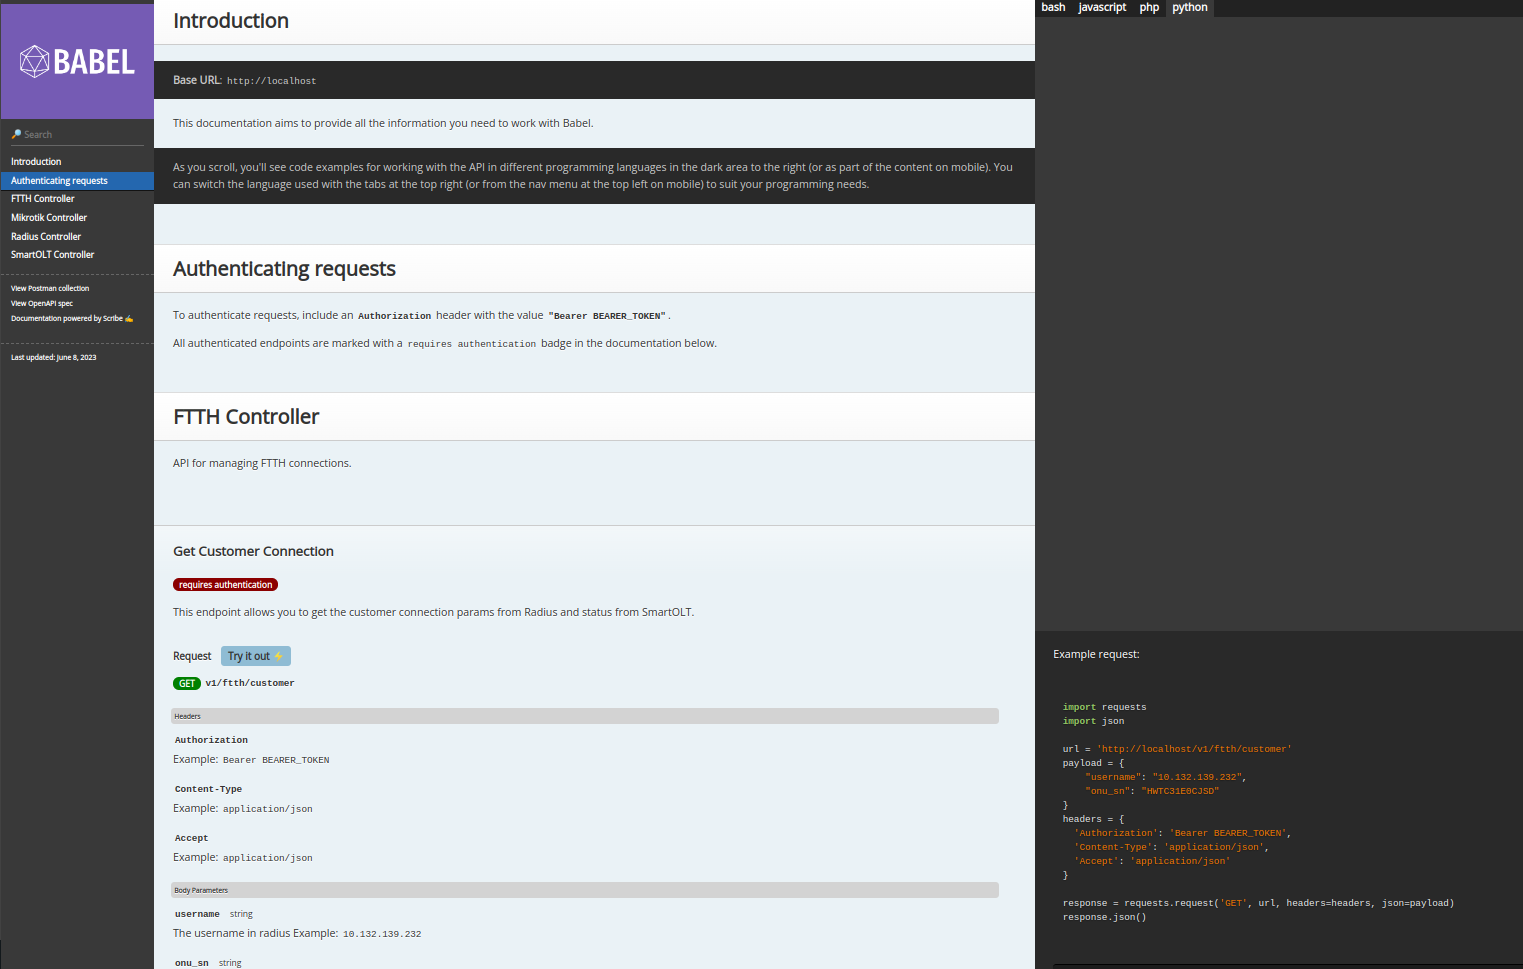 BABEL
🔎 Search
Introduction
Authenticating requests
FTTH Controller
Mikrotik Controller
Radius Controller
SmartOLT Controller
View Postman collection
View OpenAPI spec
Documentation powered by Scribe ✍
Last updated: June 8, 2023
Introduction
Base URL: http://localhost
This documentation aims to provide all the information you need to work with Babel.
As you scroll, you'll see code examples for working with the API in different programming languages in the dark area to the right (or as part of the content on mobile). You
can switch the language used with the tabs at the top right (or from the nav menu at the top left on mobile) to suit your programming needs.
Authenticating requests
To authenticate requests, include an Authorization header with the value "Bearer BEARER_TOKEN".
All authenticated endpoints are marked with a requires authentication badge in the documentation below.
FTTH Controller
API for managing FTTH connections.
Get Customer Connection
requires authentication
This endpoint allows you to get the customer connection params from Radius and status from SmartOLT.
Request Try it out ⚡
GET v1/ftth/customer
Headers
Authorization
Example: Bearer BEARER_TOKEN
Content-Type
Example: application/json
Accept
Example: application/json
Body Parameters
username string
The username in radius Example: 10.132.139.232
onu_sn string
bash javascript php python
Example request:
import requests
import json
url = 'http://localhost/v1/ftth/customer'
payload = {
"username": "10.132.139.232",
"onu_sn": "HWTC31E0CJSD"
}
headers = {
'Authorization': 'Bearer BEARER_TOKEN',
'Content-Type': 'application/json',
'Accept': 'application/json'
}
response = requests.request('GET', url, headers=headers, json=payload)
response.json()